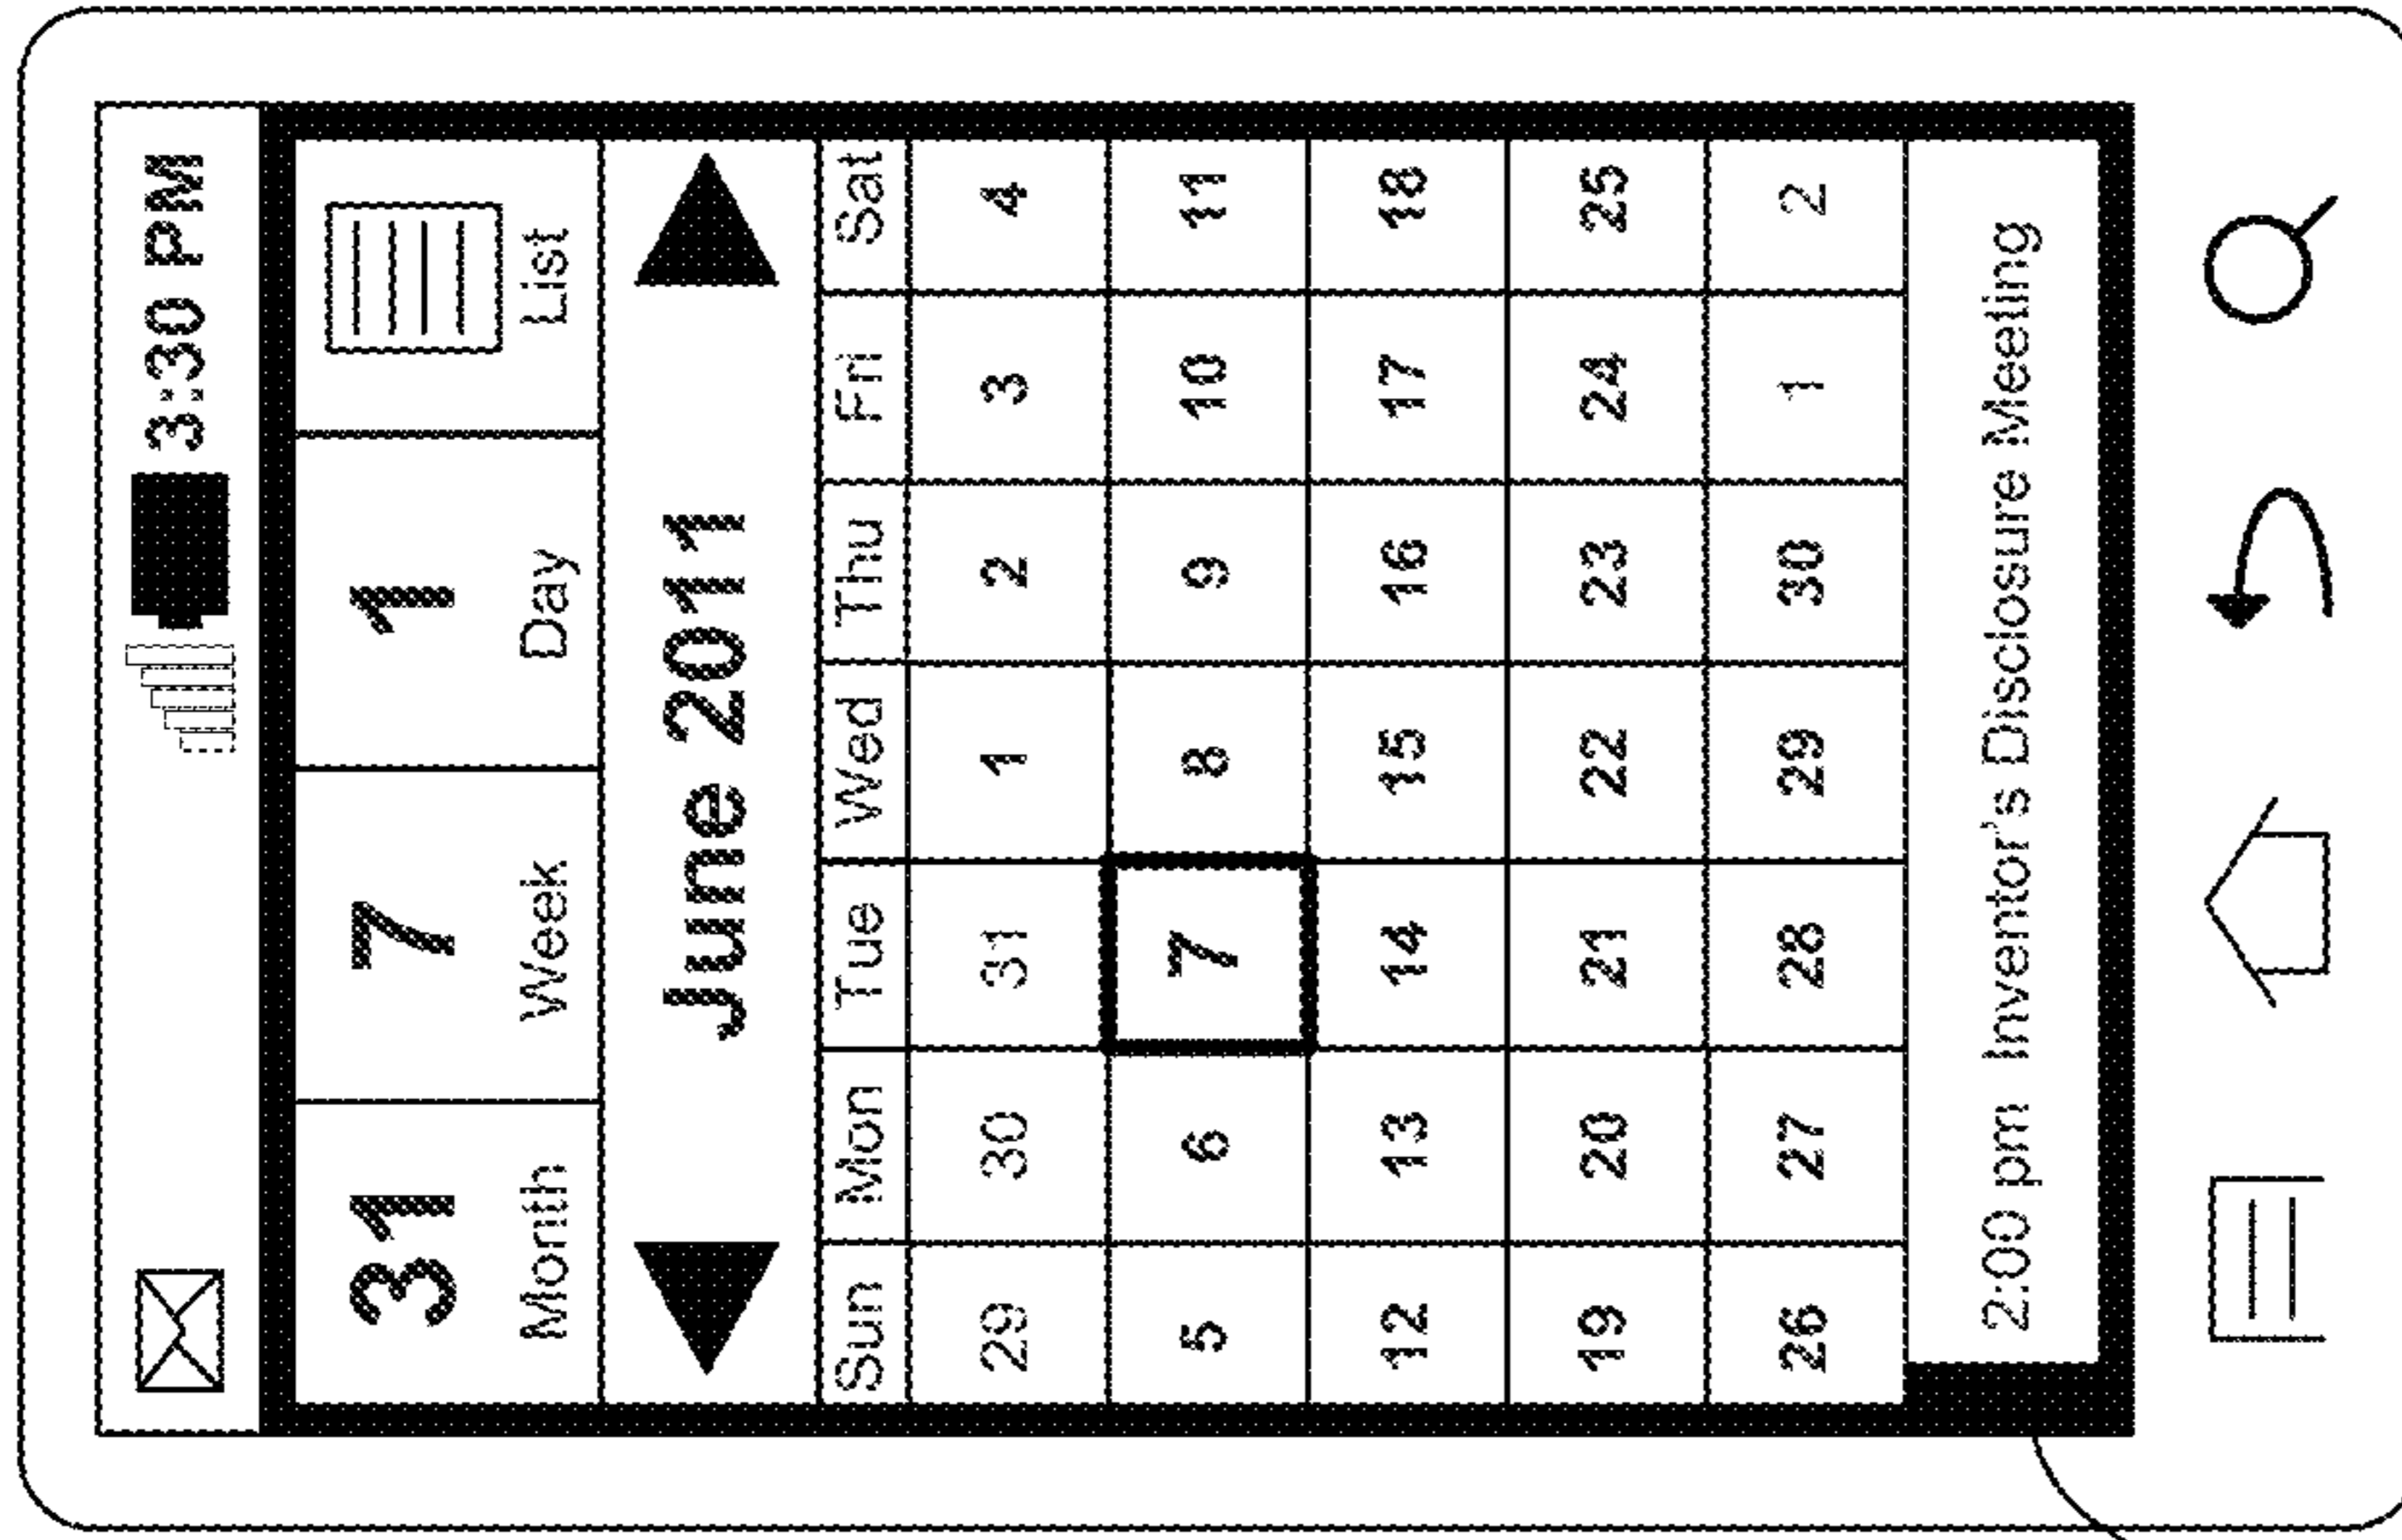 3:30 PM
31 7 1
Month Week Day List
June 2011
Sun Mon Tue Wed Thu Fri Sat
29 30 31 1 2 3 4
5 6 7 8 9 10 11
12 13 14 15 16 17 18
19 20 21 22 23 24 25
26 27 28 29 30 1 2
2:00 pm Inventor's Disclosure Meeting